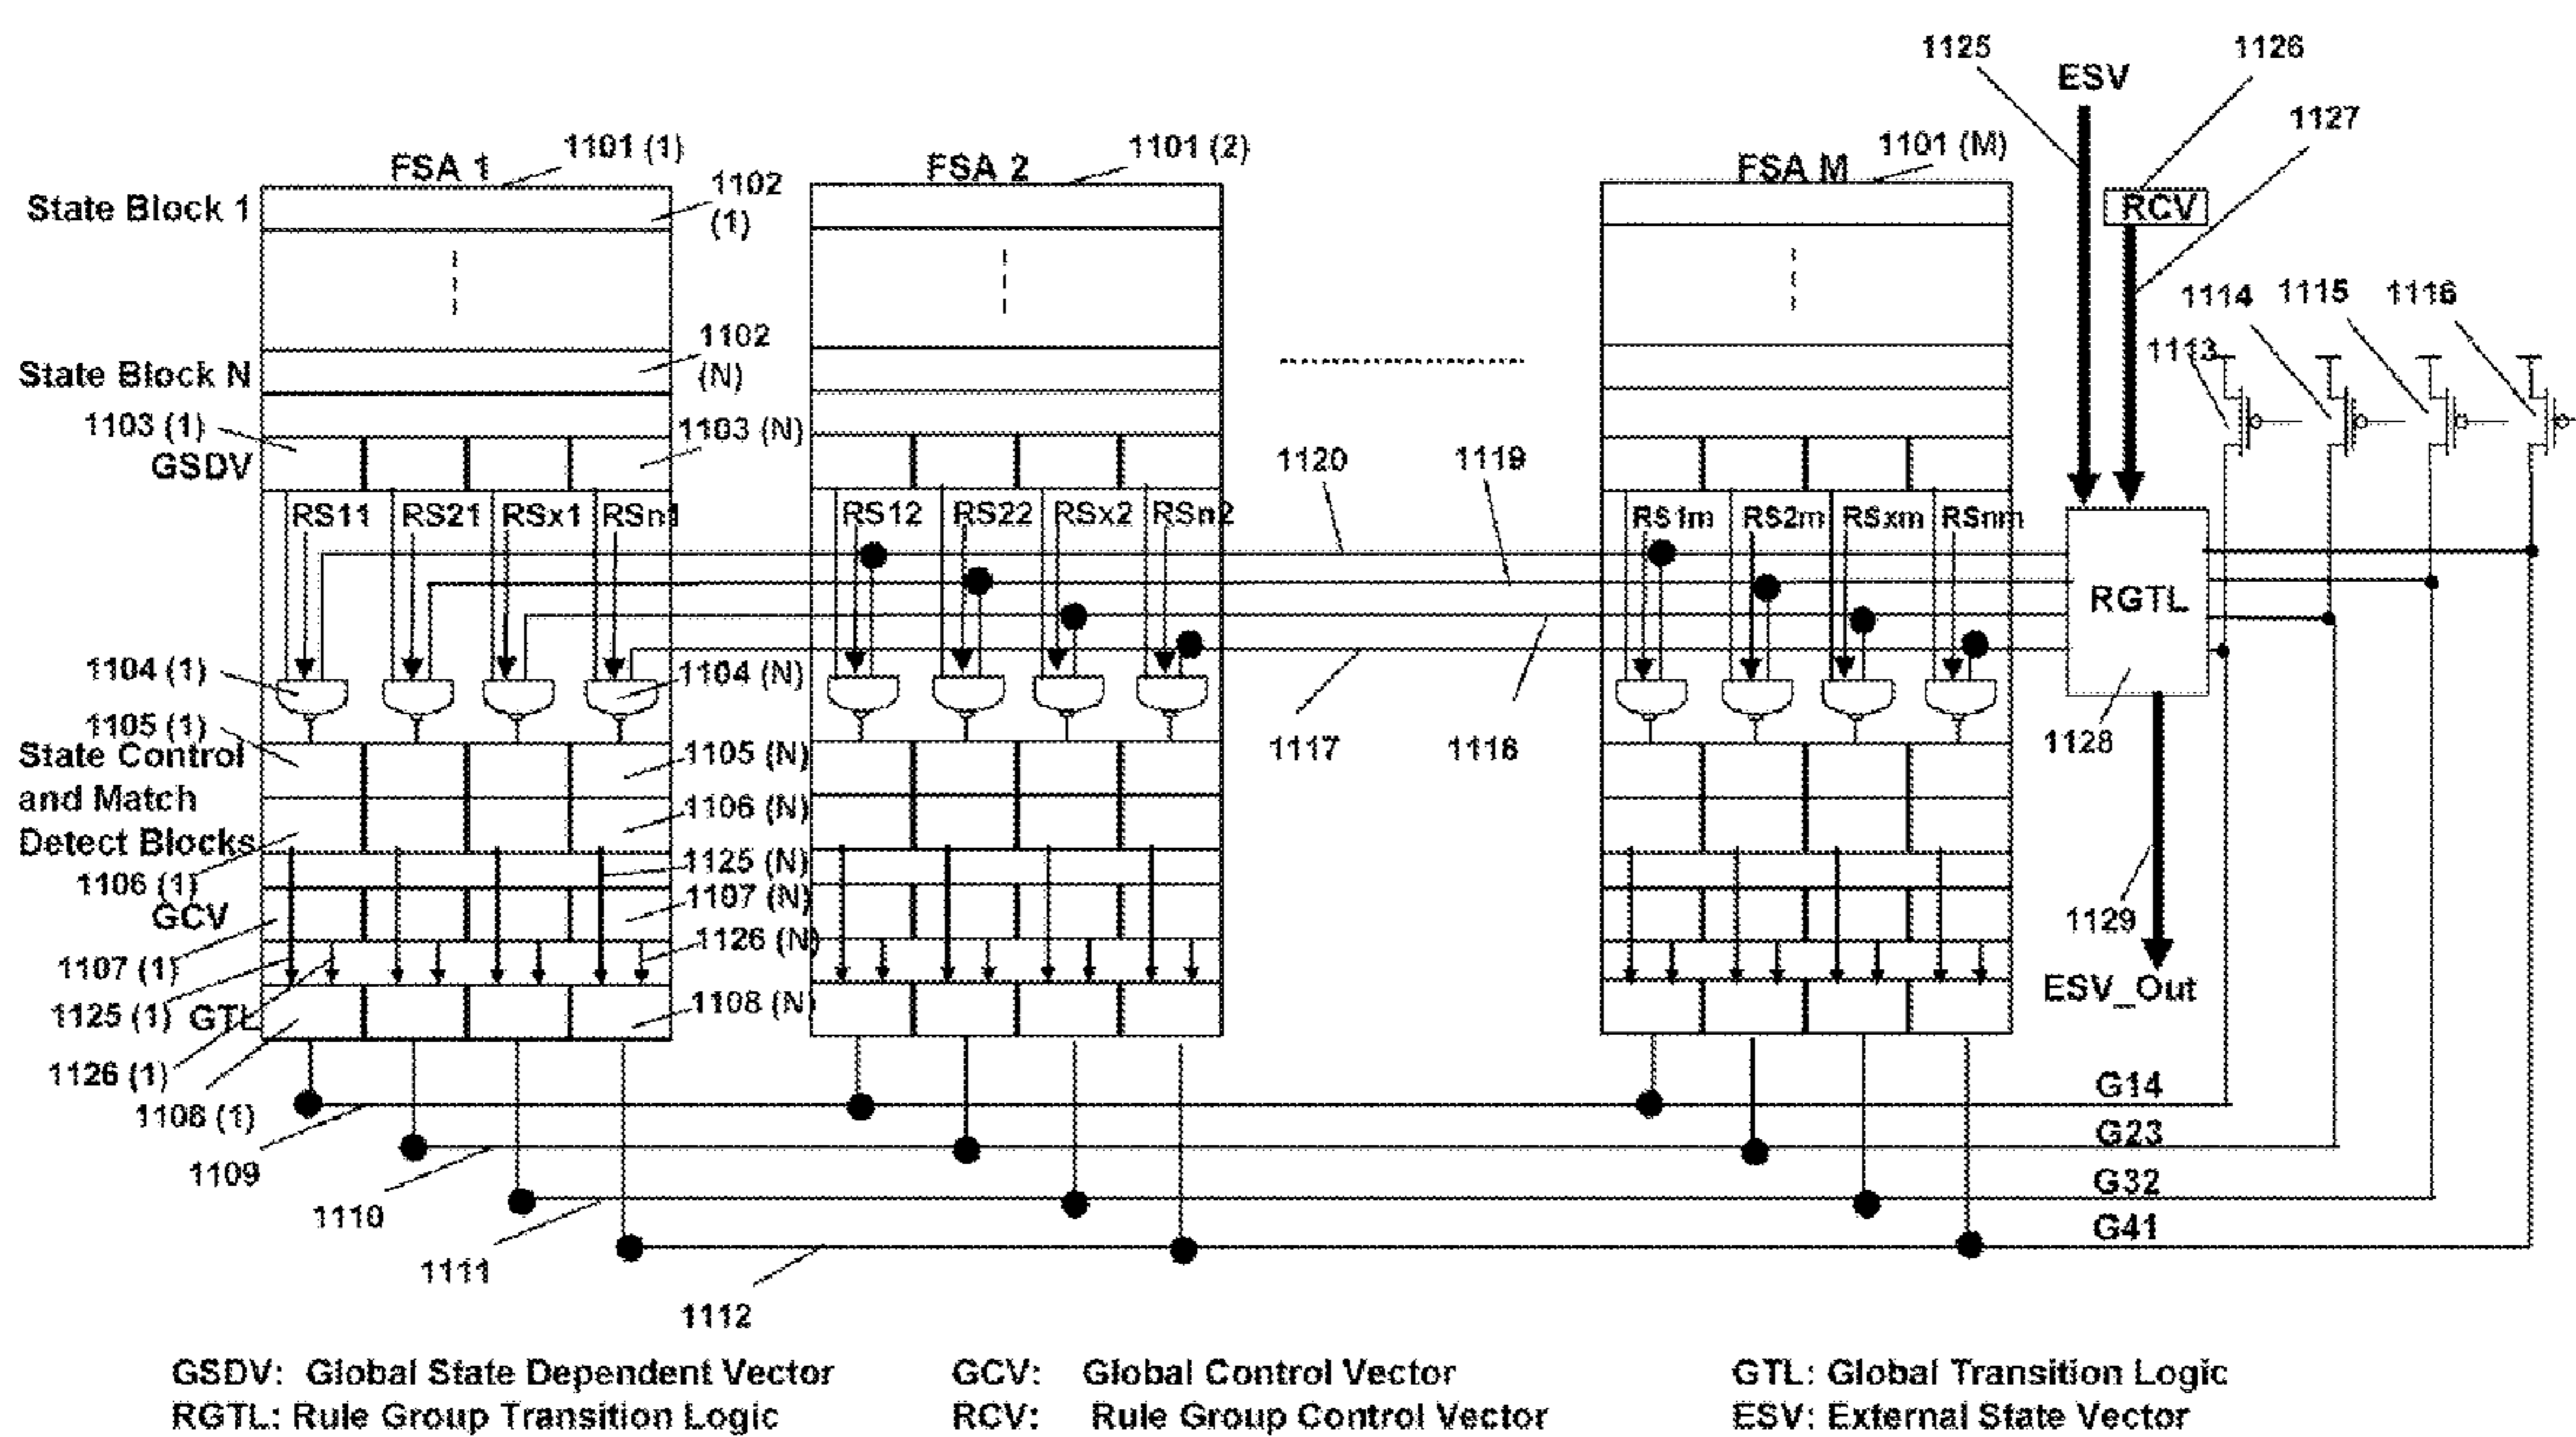 1125
1126
ESV
1127
FSA 1
1101 (1)
FSA 2
1101 (2)
FSA M
1101 (M)
State Block 1
1102
(1)
RCV
1114
1115
1116
1113
1102
(N)
State Block N
1103 (1)
GSDV
1103 (N)
1120
1119
RS11
RS21
RSx1
RSn1
RS12
RS22
RSx2
RSn2
RS1m
RS2m
RSxm
RSnm
RGTL
1104 (1)
1104 (N)
1105 (1)
State Control
and Match
Detect Blocks
1105 (N)
1106 (N)
1117
1118
1128
1106 (1)
1125 (N)
GCV
1107 (N)
1126 (N)
1129
1107 (1)
ESV_Out
1125 (1)
GTL
1108 (N)
1126 (1)
1108 (1)
G14
1109
G23
1110
G32
1111
G41
1112
GSDV: Global State Dependent Vector
GCV: Global Control Vector
GTL: Global Transition Logic
RGTL: Rule Group Transition Logic
RCV: Rule Group Control Vector
ESV: External State Vector